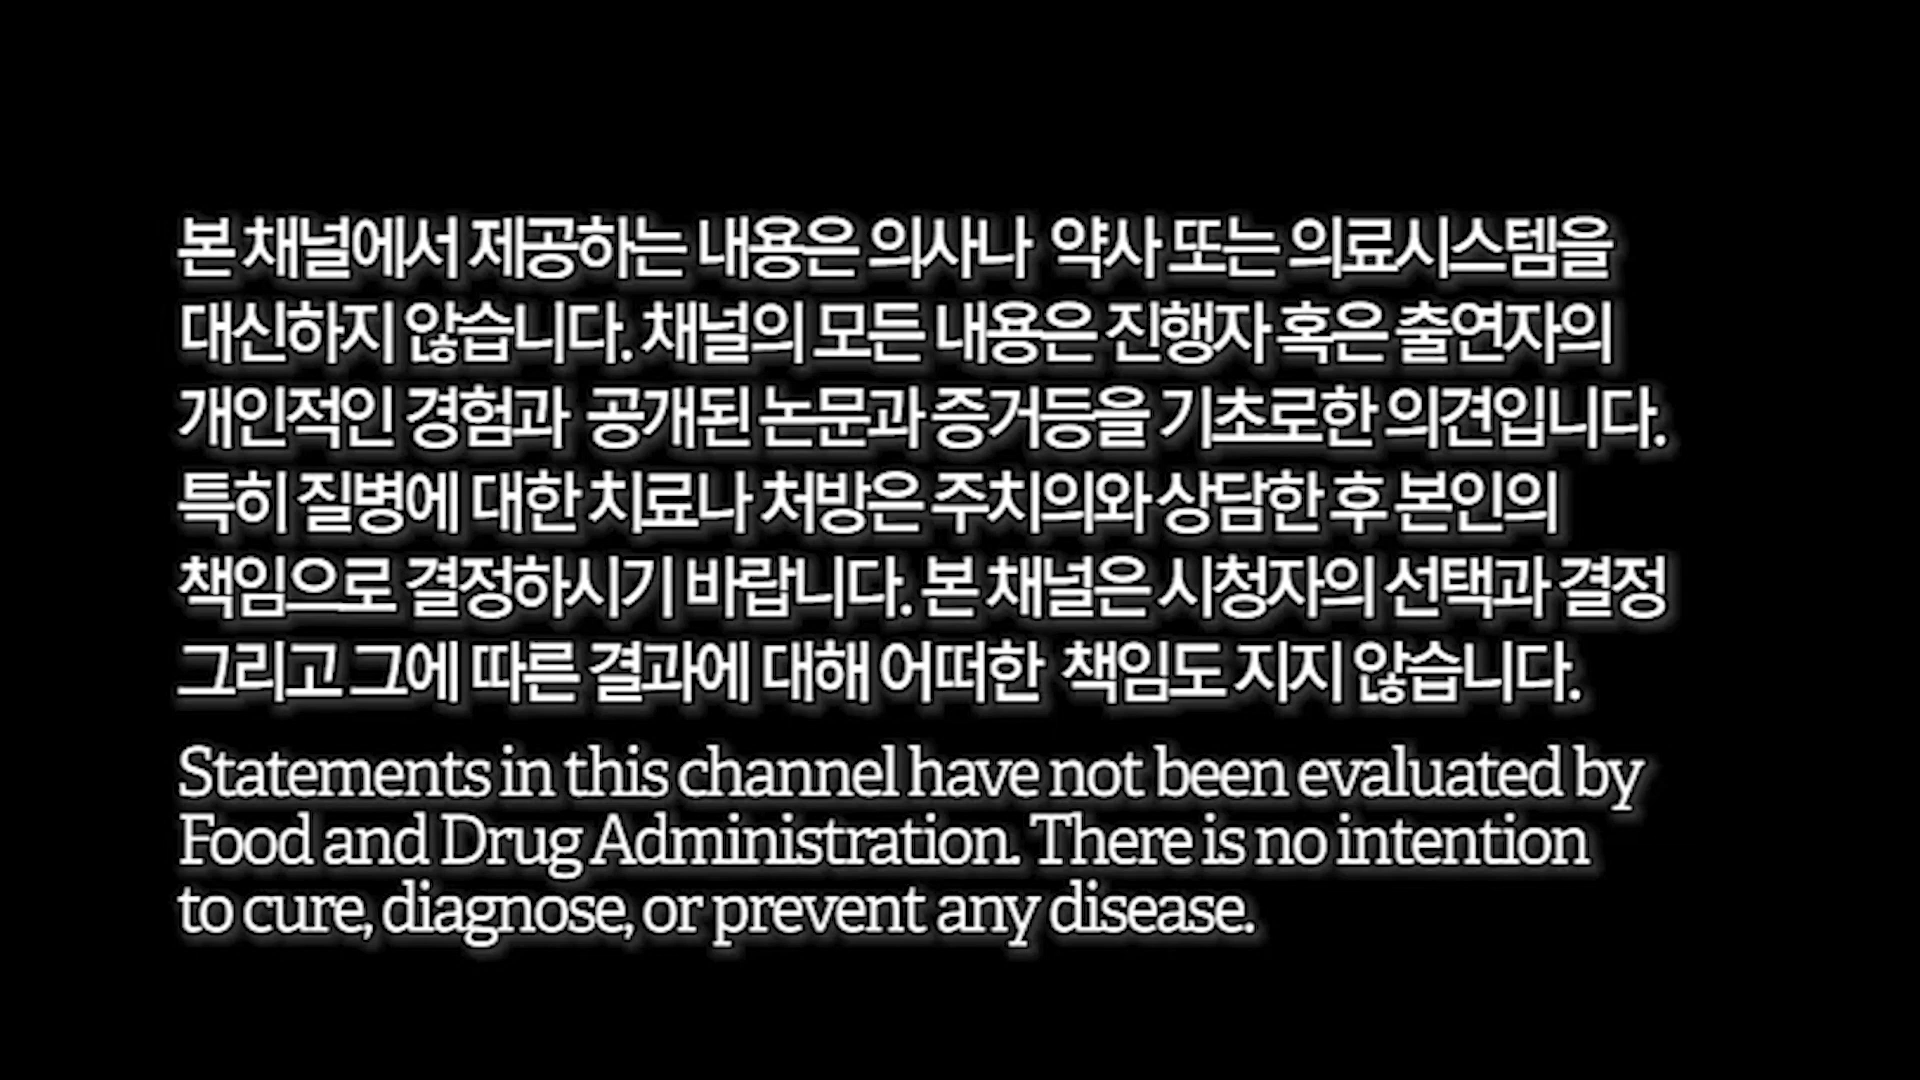 본 채널에서 제공하는 내용은 의사나 약사 또는 의료시스템을
대신하지 않습니다. 채널의 모든 내용은 진행자 혹은 출연자의
개인적인 경험과 공개된 논문과 증거등을 기초로한 의견입니다.
특히 질병에 대한 치료나 처방은 주치의와 상담한 후 본인의
책임으로 결정하시기 바랍니다. 본 채널은 시청자의 선택과 결정
그리고 그에 따른 결과에 대해 어떠한 책임도 지지 않습니다.
Statements in this channel have not been evaluated by
Food and Drug Administration. There is no intention
to cure, diagnose, or prevent any disease.